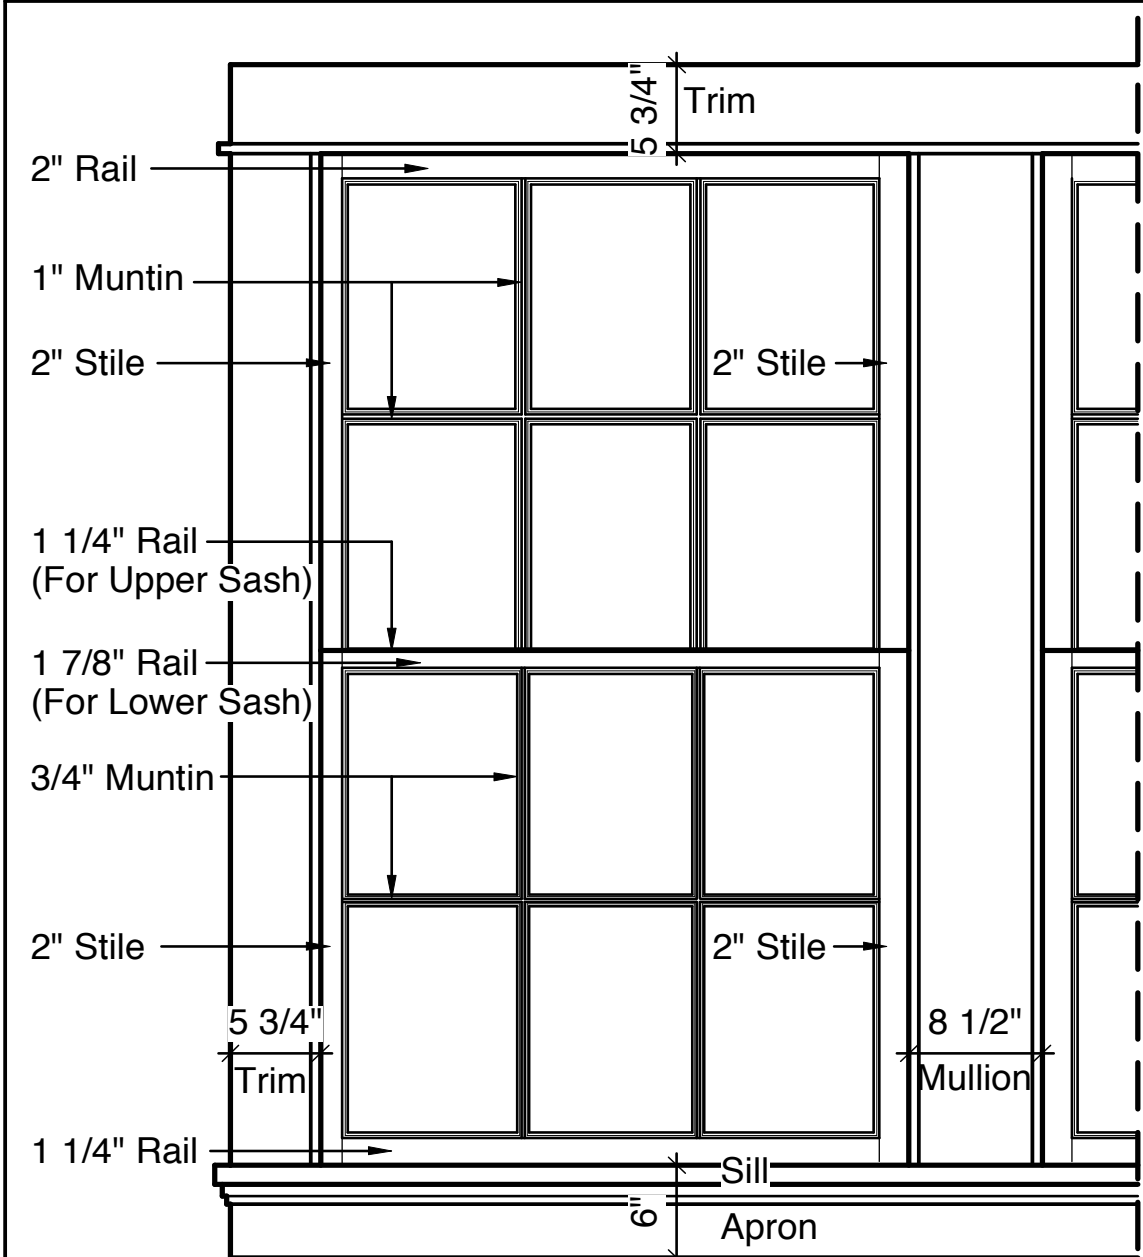 5 3/4"
Trim
2" Rail
1" Muntin
2" Stile
2" Stile
1 1/4" Rail
(For Upper Sash)
1 7/8" Rail
(For Lower Sash)
3/4" Muntin
2" Stile
2" Stile
5 3/4"
Trim
8 1/2"
Mullion
1 1/4" Rail
Sill
6"
Apron